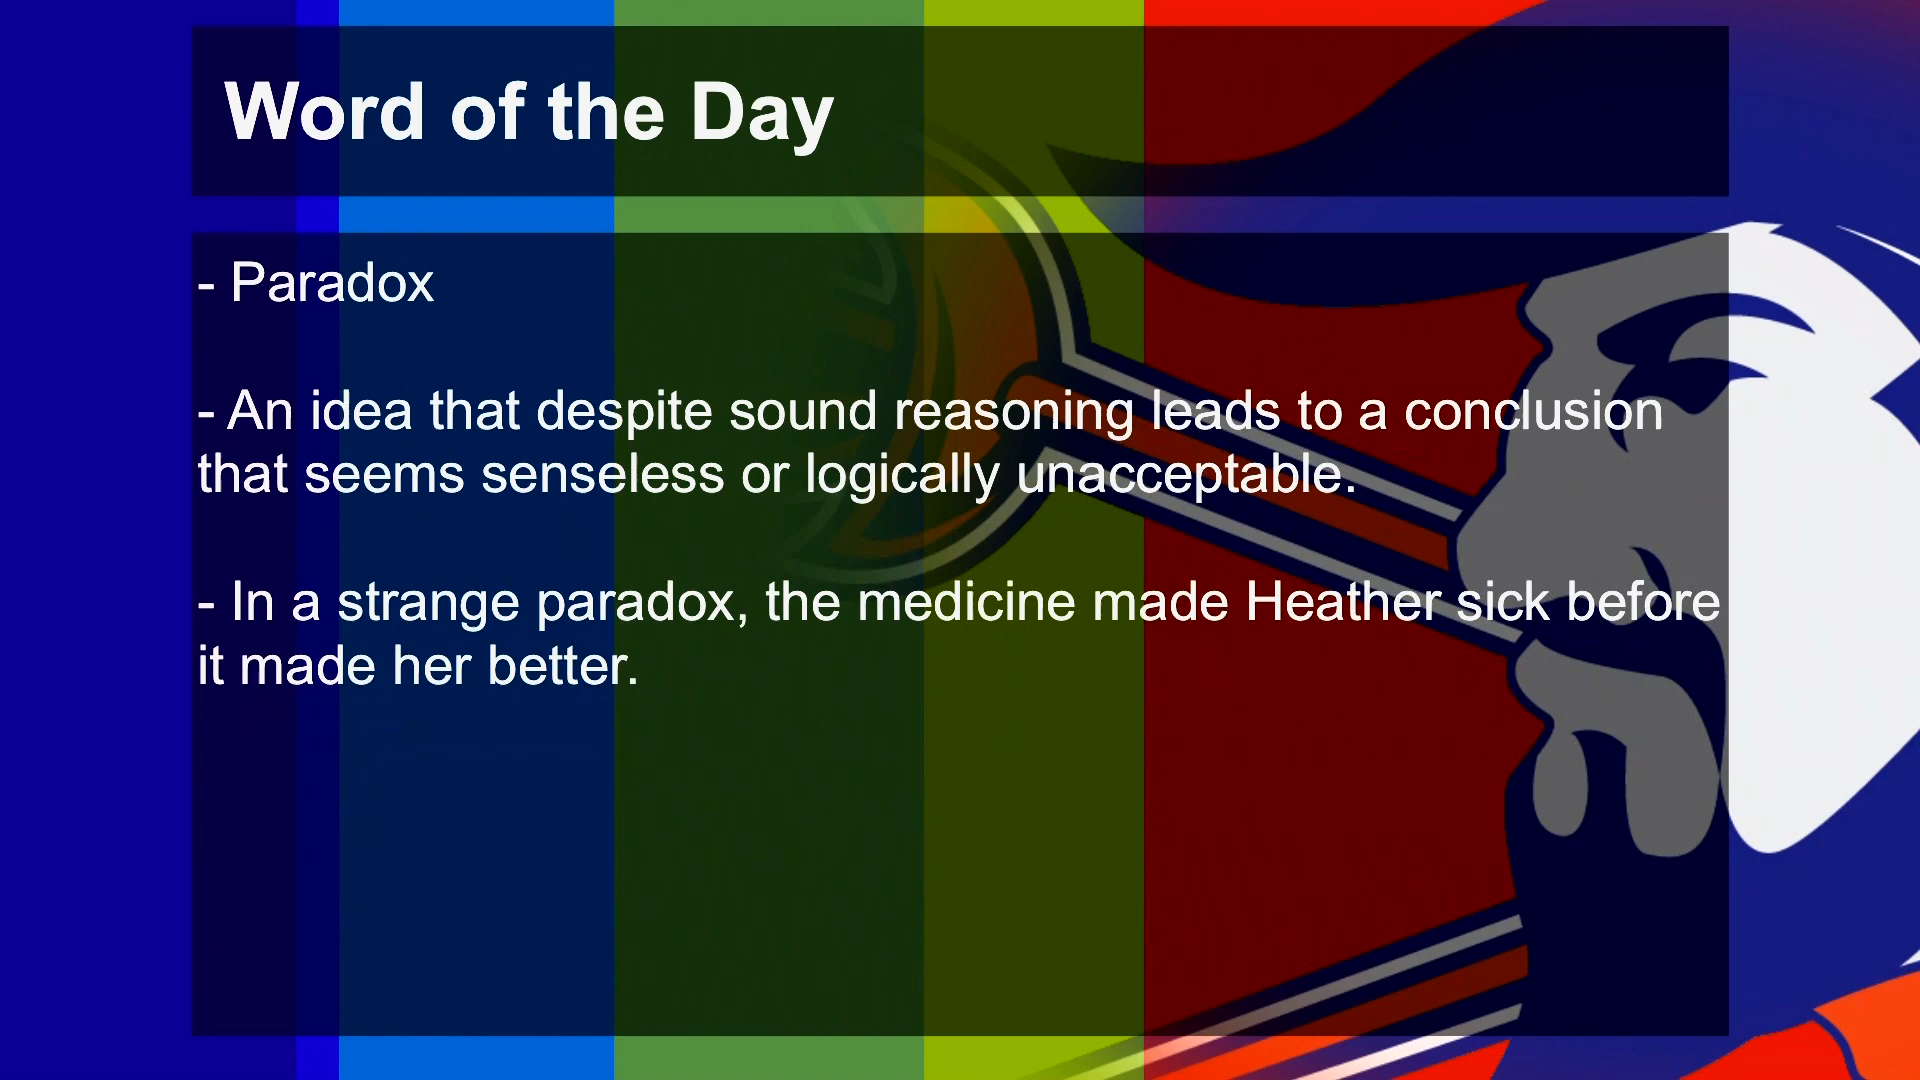 Word of the Day
- Paradox
- An idea that despite sound reasoning leads to a conclusion
that seems senseless or logically unacceptable.
- In a strange paradox, the medicine made Heather sick before
it made her better.